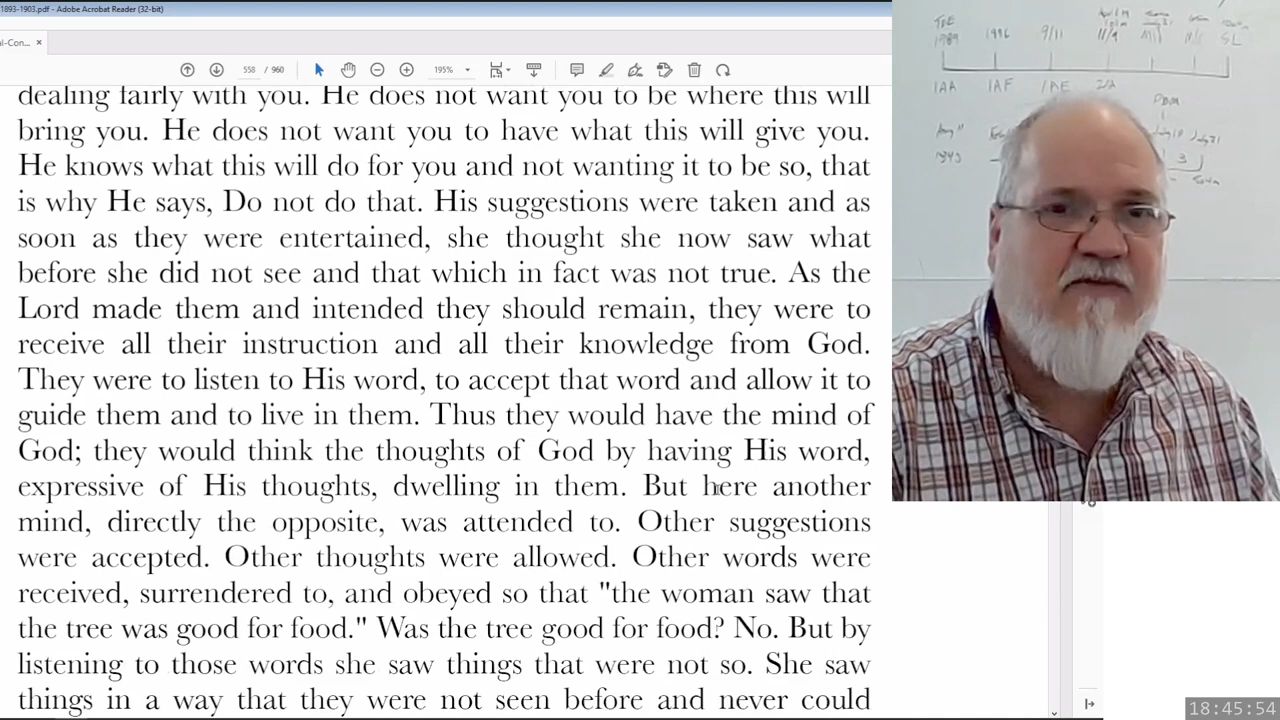 1893-1903.pdf - Adobe Acrobat Reader (32-bit)
al-Con... ×
558 / 960
195%
dealing fairly with you. He does not want you to be where this will
bring you. He does not want you to have what this will give you.
He knows what this will do for you and not wanting it to be so, that
is why He says, Do not do that. His suggestions were taken and as
soon as they were entertained, she thought she now saw what
before she did not see and that which in fact was not true. As the
Lord made them and intended they should remain, they were to
receive all their instruction and all their knowledge from God.
They were to listen to His word, to accept that word and allow it to
guide them and to live in them. Thus they would have the mind of
God; they would think the thoughts of God by having His word,
expressive of His thoughts, dwelling in them. But here another
mind, directly the opposite, was attended to. Other suggestions
were accepted. Other thoughts were allowed. Other words were
received, surrendered to, and obeyed so that "the woman saw that
the tree was good for food." Was the tree good for food? No. But by
listening to those words she saw things that were not so. She saw
things in a way that they were not seen before and never could
1989 1996 9/11 11/9 SL
1AA 1AF 1AE 2/A
18:45:54